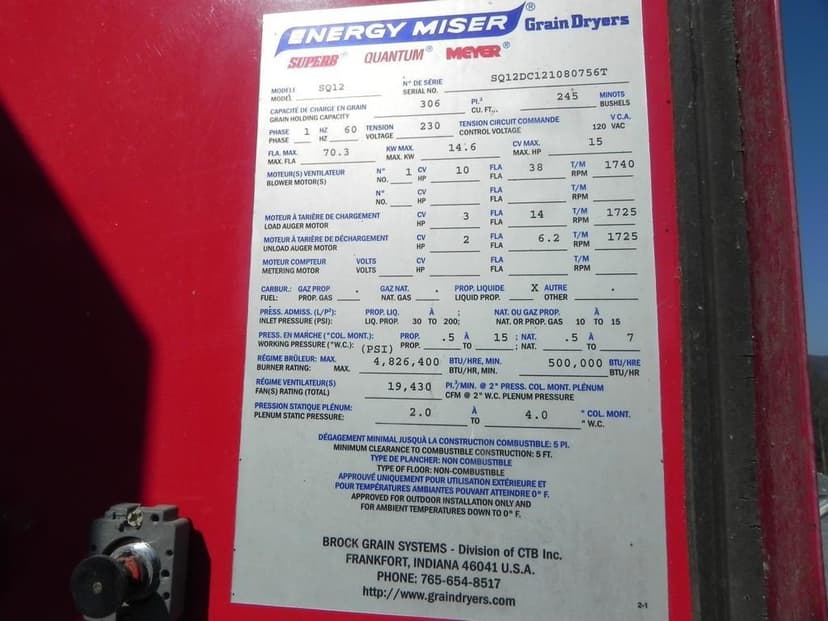 ENERGY MISER® Grain Dryers
SUPERB® QUANTUM® MEYER®
MODÈLE SQ12 N° DE SÉRIE SQ12DC121080756T
MODEL SERIAL NO.
CAPACITÉ DE CHARGE EN GRAIN 306 PI.³ 245 MINOTS
GRAIN HOLDING CAPACITY CU. FT. BUSHELS
PHASE 1 HZ 60 TENSION 230 TENSION CIRCUIT COMMANDE V C.A.
PHASE HZ VOLTAGE CONTROL VOLTAGE 120 VAC
FLA. MAX. 70.3 KW MAX. 14.6 CV MAX. 15
MAX. FLA MAX. KW MAX. HP
MOTEUR(S) VENTILATEUR N° 1 CV 10 FLA 38 T/M 1740
BLOWER MOTOR(S) NO. HP FLA RPM
N° CV FLA T/M
NO. HP FLA RPM
MOTEUR À TARIÈRE DE CHARGEMENT CV 3 FLA 14 T/M 1725
LOAD AUGER MOTOR HP FLA RPM
MOTEUR À TARIÈRE DE DÉCHARGEMENT CV 2 FLA 6.2 T/M 1725
UNLOAD AUGER MOTOR HP FLA RPM
MOTEUR COMPTEUR VOLTS CV FLA T/M
METERING MOTOR VOLTS HP FLA RPM
CARBUR.: GAZ PROP . GAZ NAT. . PROP. LIQUIDE X AUTRE .
FUEL: PROP. GAS NAT. GAS LIQUID PROP. OTHER
PRESS. ADMISS. (L/P²): PROP. LIQ. À ; NAT. OU GAZ PROP. À
INLET PRESSURE (PSI): LIQ. PROP. 30 TO 200; NAT. OR PROP. GAS 10 TO 15
PRESS. EN MARCHE ("COL. MONT.): PROP. .5 À 15 ; NAT. .5 À 7
WORKING PRESSURE ("W.C.): (PSI) PROP. TO ; NAT. TO
RÉGIME BRÛLEUR: MAX. 4,826,400 BTU/HRE, MIN. 500,000 BTU/HRE
BURNER RATING: MAX. BTU/HR, MIN. BTU/HR
RÉGIME VENTILATEUR(S) 19,430 PI.³/MIN. @ 2" PRESS. COL. MONT. PLÉNUM
FAN(S) RATING (TOTAL) CFM @ 2" W.C. PLENUM PRESSURE
PRESSION STATIQUE PLÉNUM: 2.0 À 4.0 " COL. MONT.
PLENUM STATIC PRESSURE: TO " W.C.
DÉGAGEMENT MINIMAL JUSQU'À LA CONSTRUCTION COMBUSTIBLE: 5 PI.
MINIMUM CLEARANCE TO COMBUSTIBLE CONSTRUCTION: 5 FT.
TYPE DE PLANCHER: NON COMBUSTIBLE
TYPE OF FLOOR: NON-COMBUSTIBLE
APPROUVÉ UNIQUEMENT POUR UTILISATION EXTÉRIEURE ET
POUR TEMPÉRATURES AMBIANTES POUVANT ATTEINDRE 0° F.
APPROVED FOR OUTDOOR INSTALLATION ONLY AND
FOR AMBIENT TEMPERATURES DOWN TO 0° F.
BROCK GRAIN SYSTEMS - Division of CTB Inc.
FRANKFORT, INDIANA 46041 U.S.A.
PHONE: 765-654-8517
http://www.graindryers.com
2-1